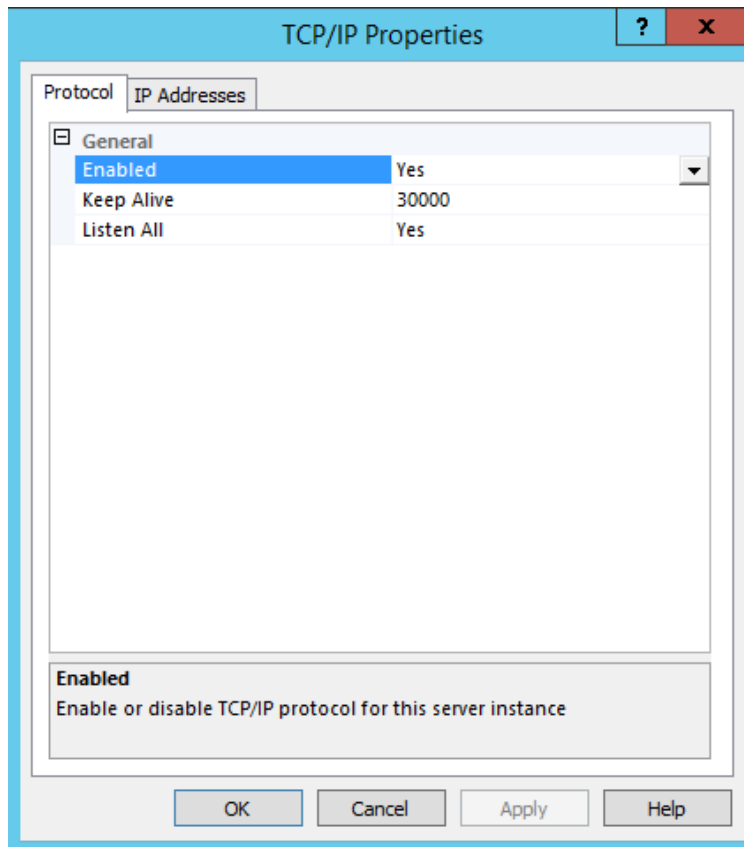 TCP/IP Properties
? x
Protocol IP Addresses
General
Enabled Yes
Keep Alive 30000
Listen All Yes
Enabled
Enable or disable TCP/IP protocol for this server instance
OK Cancel Apply Help